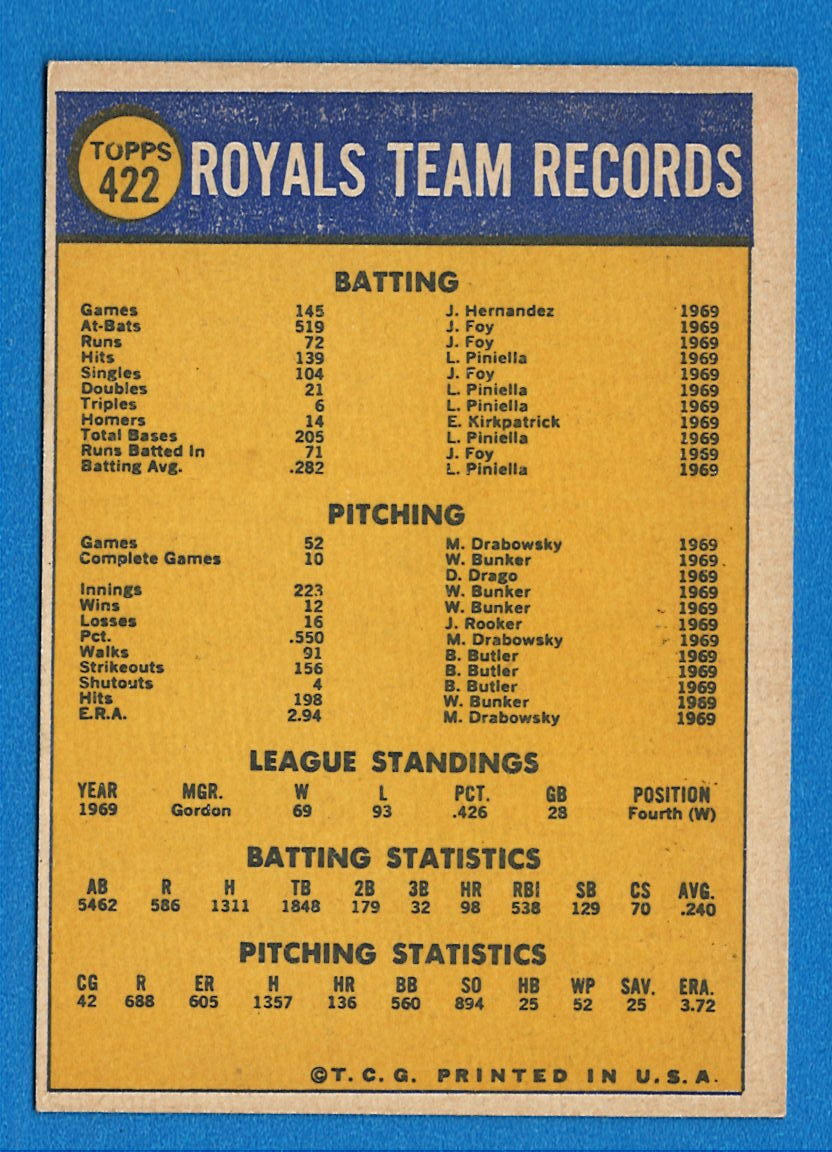 TOPPS
422
ROYALS TEAM RECORDS
BATTING
Games 145 J. Hernandez 1969
At-Bats 519 J. Foy 1969
Runs 72 J. Foy 1969
Hits 139 L. Piniella 1969
Singles 104 J. Foy 1969
Doubles 21 L. Piniella 1969
Triples 6 L. Piniella 1969
Homers 14 E. Kirkpatrick 1969
Total Bases 205 L. Piniella 1969
Runs Batted In 71 J. Foy 1969
Batting Avg. .282 L. Piniella 1969
PITCHING
Games 52 M. Drabowsky 1969
Complete Games 10 W. Bunker 1969
D. Drago 1969
Innings 223 W. Bunker 1969
Wins 12 W. Bunker 1969
Losses 16 J. Rooker 1969
Pct. .550 M. Drabowsky 1969
Walks 91 B. Butler 1969
Strikeouts 156 B. Butler 1969
Shutouts 4 B. Butler 1969
Hits 198 W. Bunker 1969
E.R.A. 2.94 M. Drabowsky 1969
LEAGUE STANDINGS
YEAR MGR. W L PCT. GB POSITION
1969 Gordon 69 93 .426 28 Fourth (W)
BATTING STATISTICS
AB R H TB 2B 3B HR RBI SB CS AVG.
5462 586 1311 1848 179 32 98 538 129 70 .240
PITCHING STATISTICS
CG R ER H HR BB SO HB WP SAV. ERA.
42 688 605 1357 136 560 894 25 52 25 3.72
©T. C. G. PRINTED IN U.S.A.